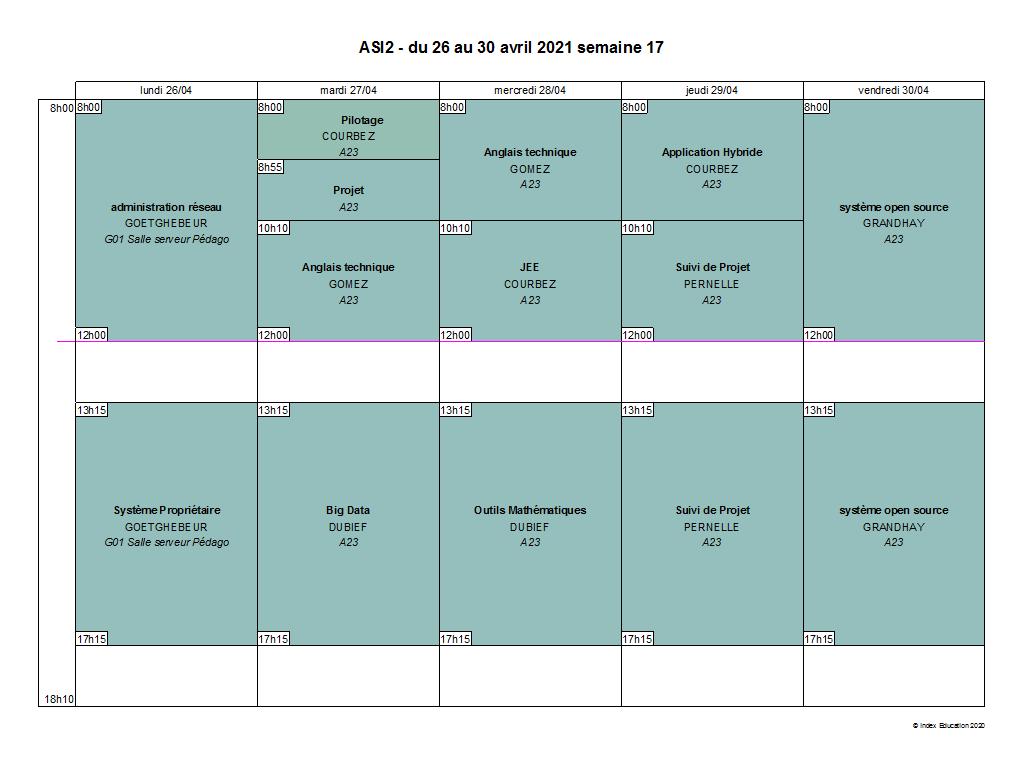 ASI2 - du 26 au 30 avril 2021 semaine 17
lundi 26/04
mardi 27/04
mercredi 28/04
jeudi 29/04
vendredi 30/04
8h00
8h00
administration réseau
GOETGHEBEUR
G01 Salle serveur Pédago
12h00
13h15
Système Propriétaire
GOETGHEBEUR
G01 Salle serveur Pédago
17h15
8h00
Pilotage
COURBEZ
A23
8h55
Projet
A23
10h10
Anglais technique
GOMEZ
A23
12h00
13h15
Big Data
DUBIEF
A23
17h15
8h00
Anglais technique
GOMEZ
A23
10h10
JEE
COURBEZ
A23
12h00
13h15
Outils Mathématiques
DUBIEF
A23
17h15
8h00
Application Hybride
COURBEZ
A23
10h10
Suivi de Projet
PERNELLE
A23
12h00
13h15
Suivi de Projet
PERNELLE
A23
17h15
8h00
système open source
GRANDHAY
A23
12h00
13h15
système open source
GRANDHAY
A23
17h15
18h10
© Index Education 2020